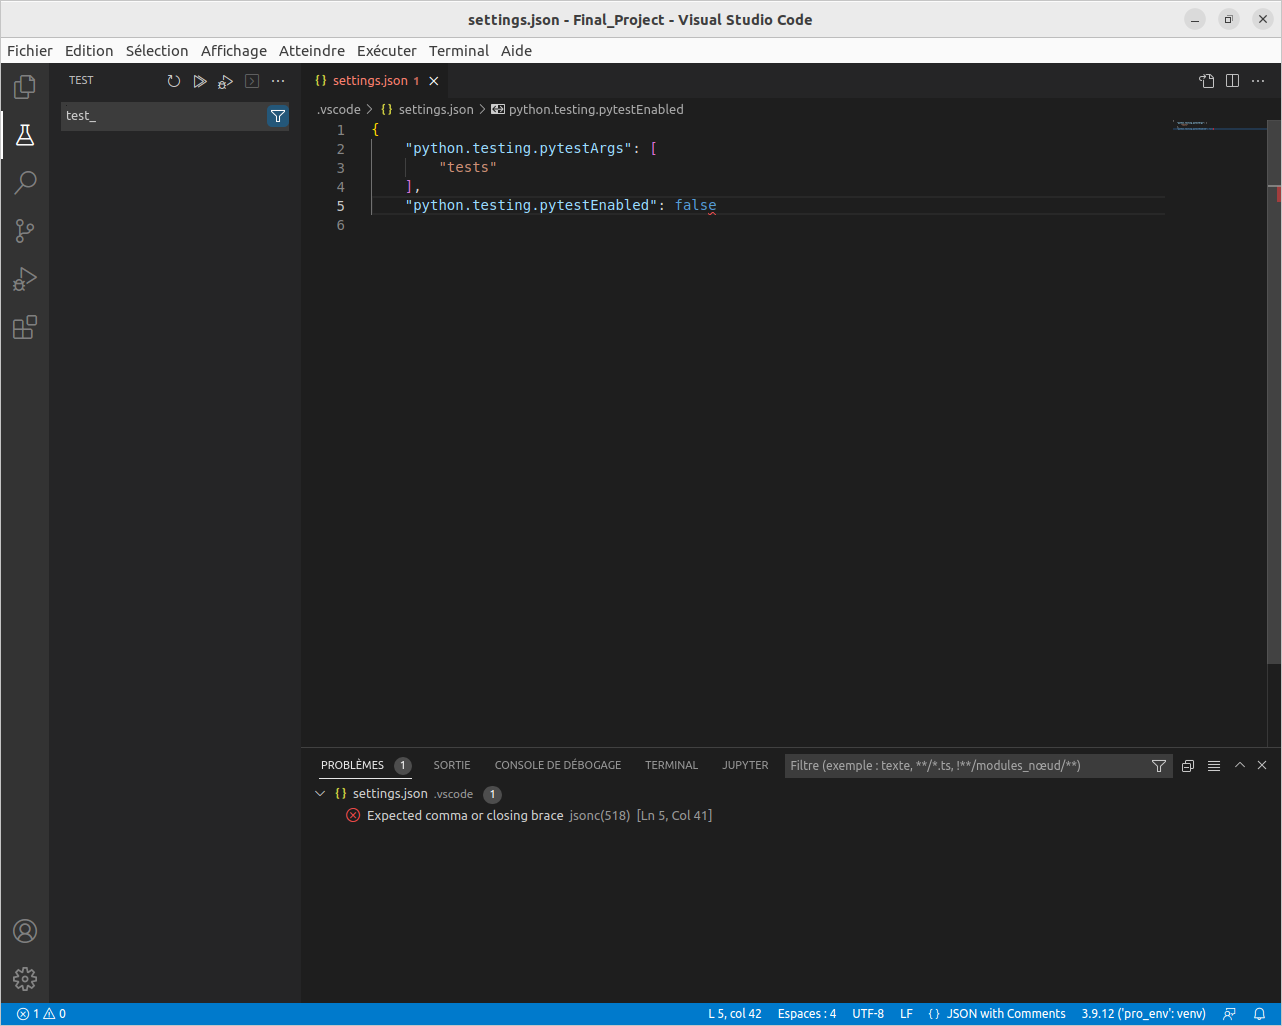 settings.json - Final_Project - Visual Studio Code
Fichier Edition Sélection Affichage Atteindre Exécuter Terminal Aide
TEST
test_
settings.json 1
.vscode > {} settings.json > python.testing.pytestEnabled
1 {
2 "python.testing.pytestArgs": [
3 "tests"
4 ],
5 "python.testing.pytestEnabled": false
6
PROBLÈMES 1 SORTIE CONSOLE DE DÉBOGAGE TERMINAL JUPYTER Filtre (exemple : texte, **/*.ts, !**/modules_nœud/**)
{} settings.json .vscode 1
Expected comma or closing brace jsonc(518) [Ln 5, Col 41]
1 0 L 5, col 42 Espaces : 4 UTF-8 LF {} JSON with Comments 3.9.12 ('pro_env': venv)